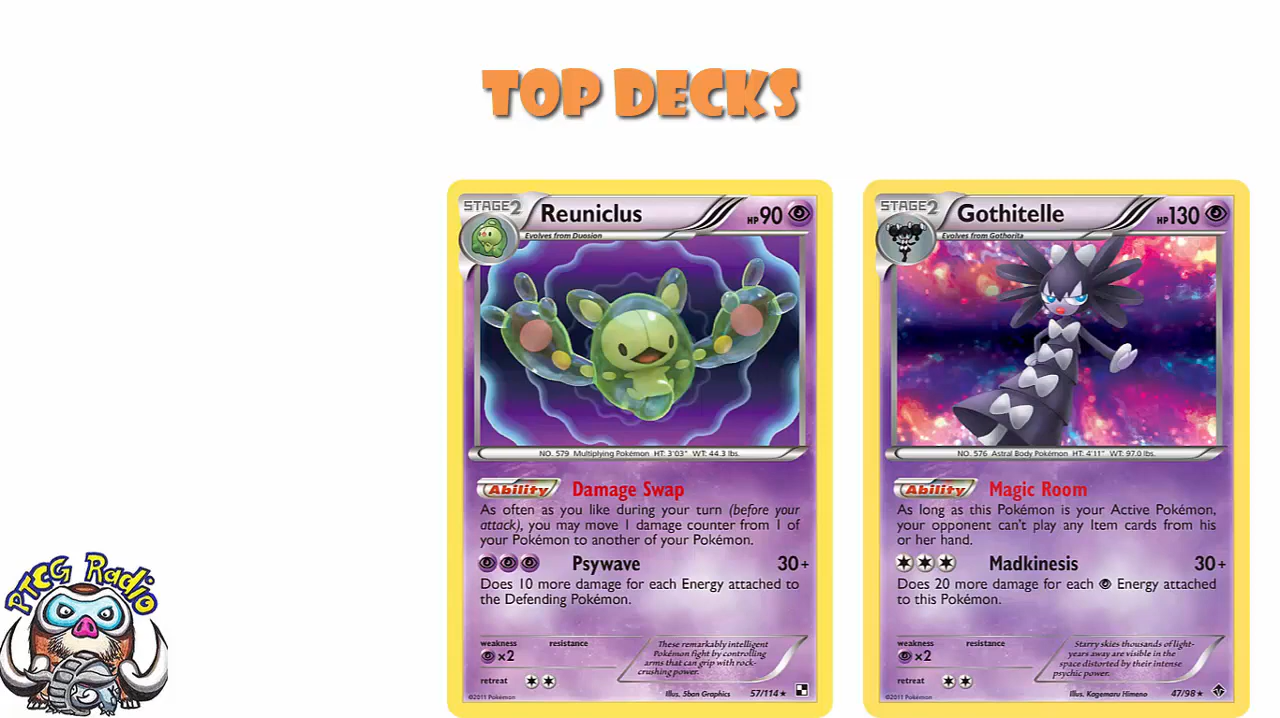 TOP DECKS
STAGE2
Reuniclus
HP 90
Evolves from Duosion
NO. 579 Multiplying Pokémon HT: 3'03" WT: 44.3 lbs.
Ability Damage Swap
As often as you like during your turn (before your
attack), you may move 1 damage counter from 1 of
your Pokémon to another of your Pokémon.
Psywave 30+
Does 10 more damage for each Energy attached to
the Defending Pokémon.
weakness resistance
×2
These remarkably intelligent
Pokémon fight by controlling
arms that can grip with rock-
crushing power.
retreat
©2011 Pokémon Illus. 5ban Graphics 57/114
STAGE2
Gothitelle
HP 130
Evolves from Gothorita
NO. 576 Astral Body Pokémon HT: 4'11" WT: 97.0 lbs.
Ability Magic Room
As long as this Pokémon is your Active Pokémon,
your opponent can't play any Item cards from his
or her hand.
Madkinesis 30+
Does 20 more damage for each Energy attached
to this Pokémon.
weakness resistance
×2
Starry skies thousands of light-
years away are visible in the
space distorted by their intense
psychic power.
retreat
©2011 Pokémon Illus. Kagemaru Himeno 47/98
PTCG Radio